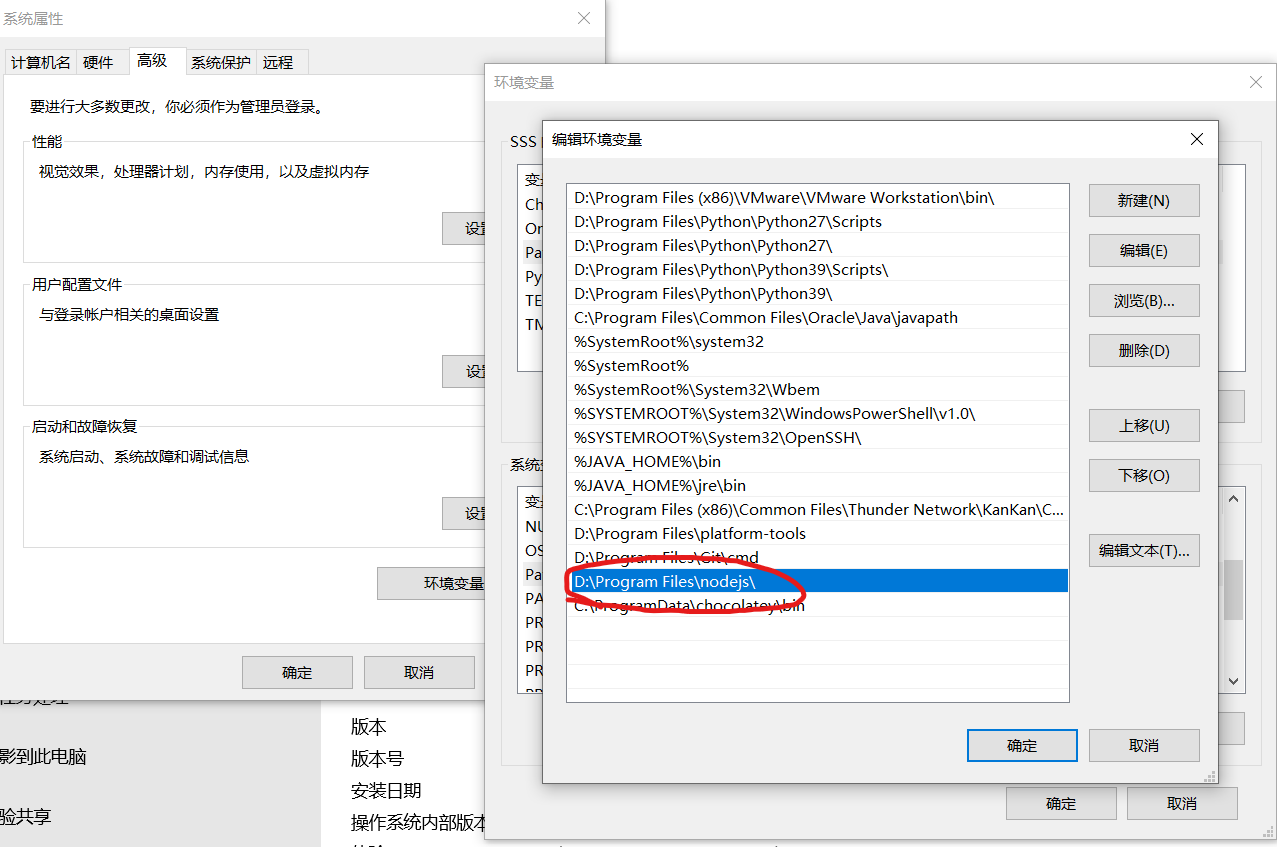 系统属性
计算机名 硬件 高级 系统保护 远程
要进行大多数更改，你必须作为管理员登录。
性能
视觉效果，处理器计划，内存使用，以及虚拟内存
设置
用户配置文件
与登录帐户相关的桌面设置
设置
启动和故障恢复
系统启动、系统故障和调试信息
设置
环境变量
确定 取消
影到此电脑
验共享
版本
版本号
安装日期
操作系统内部版本
环境变量
SSS
变量
Ch
On
Pa
Py
TE
TM
系统变
变量
NU
OS
Pa
PA
PR
PR
PR
确定 取消
编辑环境变量
D:\Program Files (x86)\VMware\VMware Workstation\bin\
D:\Program Files\Python\Python27\Scripts
D:\Program Files\Python\Python27\
D:\Program Files\Python\Python39\Scripts\
D:\Program Files\Python\Python39\
C:\Program Files\Common Files\Oracle\Java\javapath
%SystemRoot%\system32
%SystemRoot%
%SystemRoot%\System32\Wbem
%SYSTEMROOT%\System32\WindowsPowerShell\v1.0\
%SYSTEMROOT%\System32\OpenSSH\
%JAVA_HOME%\bin
%JAVA_HOME%\jre\bin
C:\Program Files (x86)\Common Files\Thunder Network\KanKan\C...
D:\Program Files\platform-tools
D:\Program Files\Git\cmd
D:\Program Files\nodejs\
C:\ProgramData\chocolatey\bin
新建(N)
编辑(E)
浏览(B)...
删除(D)
上移(U)
下移(O)
编辑文本(T)...
确定 取消